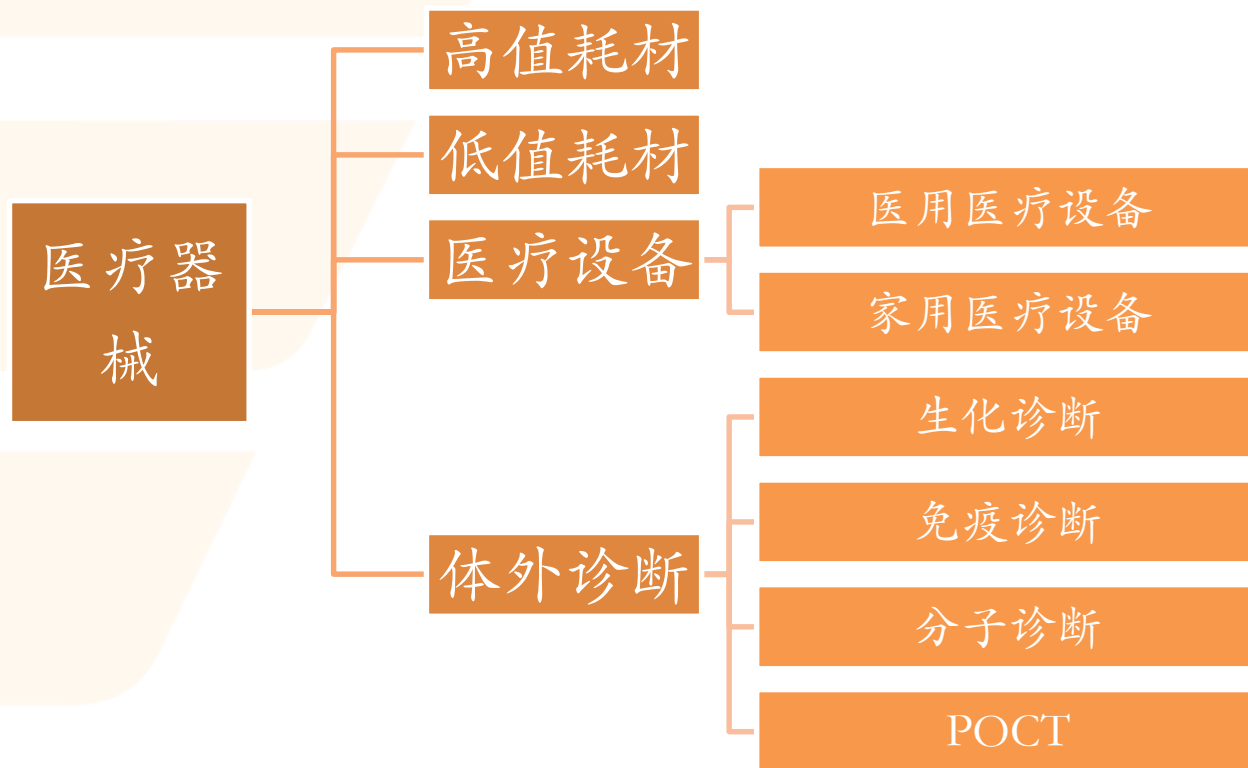 医疗器
械
高值耗材
低值耗材
医疗设备
医用医疗设备
家用医疗设备
体外诊断
生化诊断
免疫诊断
分子诊断
POCT